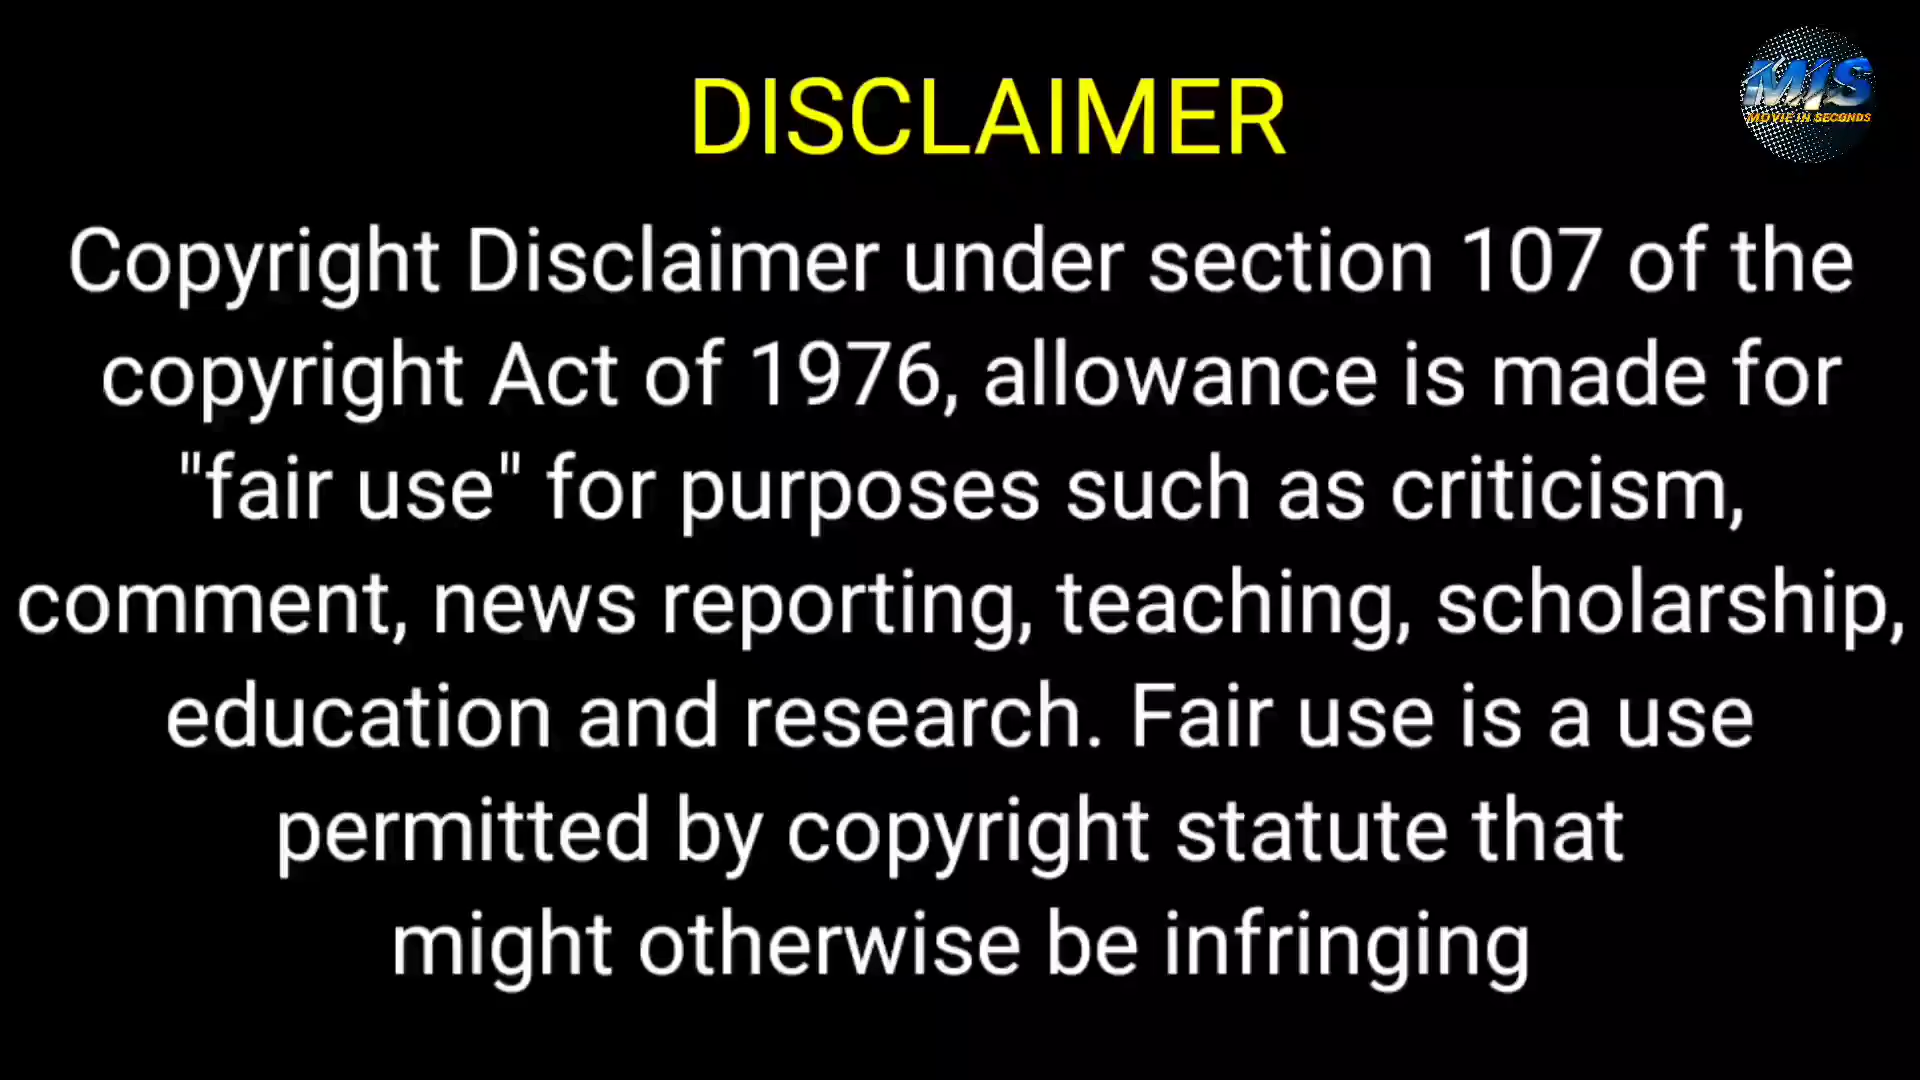 DISCLAIMER
MIS
MOVIE IN SECONDS
Copyright Disclaimer under section 107 of the
copyright Act of 1976, allowance is made for
"fair use" for purposes such as criticism,
comment, news reporting, teaching, scholarship,
education and research. Fair use is a use
permitted by copyright statute that
might otherwise be infringing